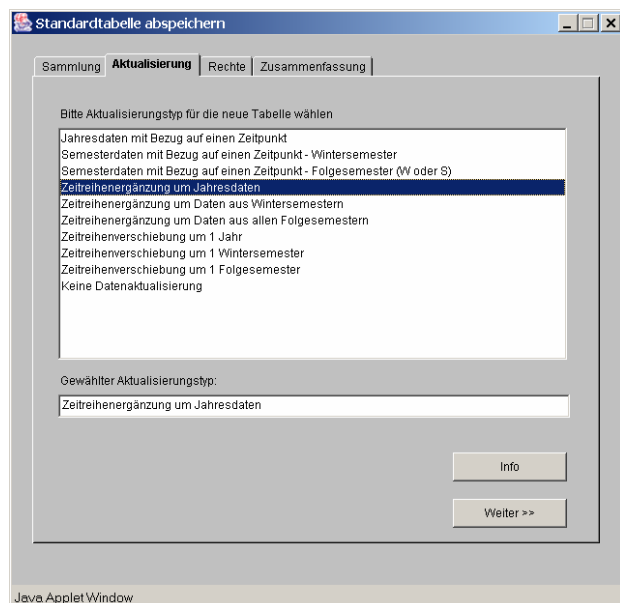 Standardtabelle abspeichern
Sammlung Aktualisierung Rechte Zusammenfassung
Bitte Aktualisierungstyp für die neue Tabelle wählen
Jahresdaten mit Bezug auf einen Zeitpunkt
Semesterdaten mit Bezug auf einen Zeitpunkt - Wintersemester
Semesterdaten mit Bezug auf einen Zeitpunkt - Folgesemester (W oder S)
Zeitreihenergänzung um Jahresdaten
Zeitreihenergänzung um Daten aus Wintersemestern
Zeitreihenergänzung um Daten aus allen Folgesemestern
Zeitreihenverschiebung um 1 Jahr
Zeitreihenverschiebung um 1 Wintersemester
Zeitreihenverschiebung um 1 Folgesemester
Keine Datenaktualisierung
Gewählter Aktualisierungstyp:
Zeitreihenergänzung um Jahresdaten
Info
Weiter >>
Java Applet Window